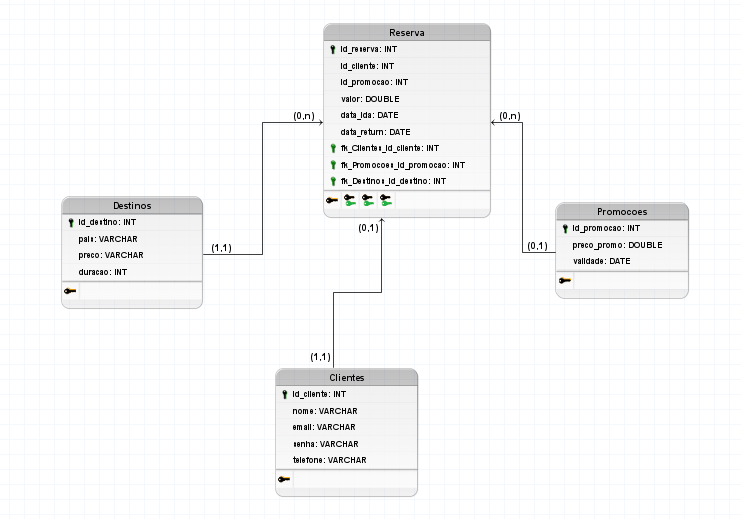 Reserva
id_reserva: INT
id_cliente: INT
id_promocao: INT
valor: DOUBLE
data_ida: DATE
data_return: DATE
fk_Clientes_id_cliente: INT
fk_Promocoes_id_promocao: INT
fk_Destinos_id_destino: INT
(0,n)
(0,n)
(0,1)
Destinos
id_destino: INT
pais: VARCHAR
preco: VARCHAR
duracao: INT
(1,1)
Promocoes
id_promocao: INT
preco_promo: DOUBLE
validade: DATE
(0,1)
(1,1)
Clientes
id_cliente: INT
nome: VARCHAR
email: VARCHAR
senha: VARCHAR
telefone: VARCHAR